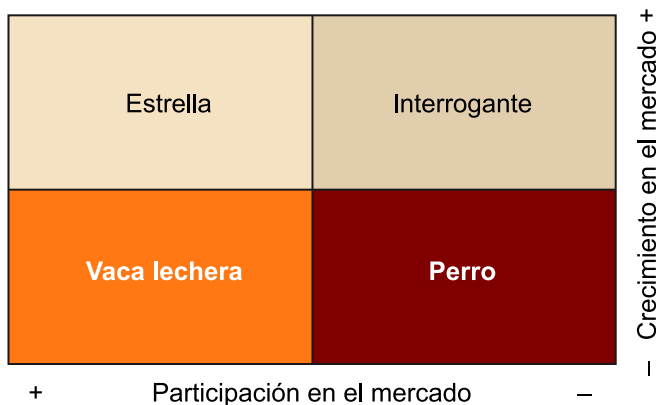 Estrella
Interrogante
Vaca lechera
Perro
+ Participación en el mercado –
– Crecimiento en el mercado +